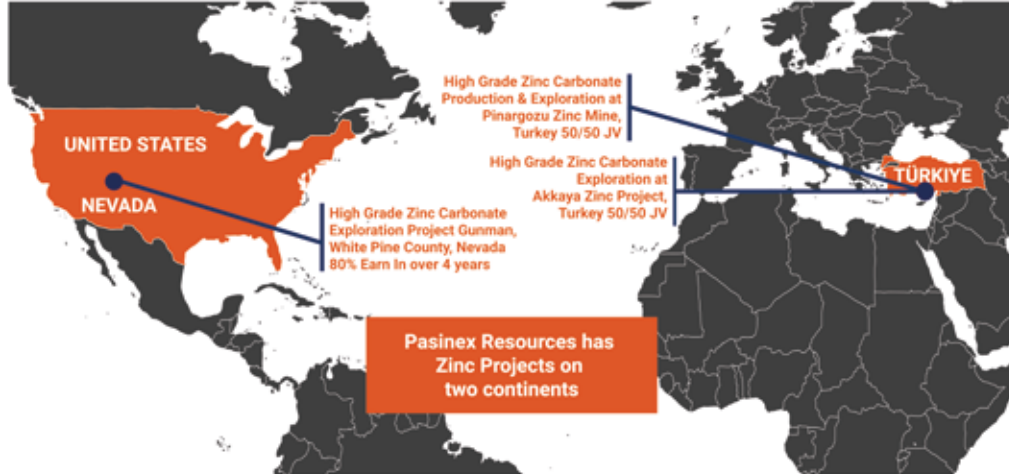 UNITED STATES
NEVADA
High Grade Zinc Carbonate
Exploration Project Gunman,
White Pine County, Nevada
80% Earn In over 4 years
High Grade Zinc Carbonate
Production & Exploration at
Pinargozu Zinc Mine,
Turkey 50/50 JV
High Grade Zinc Carbonate
Exploration at
Akkaya Zinc Project,
Turkey 50/50 JV
TÜRKIYE
Pasinex Resources has
Zinc Projects on
two continents